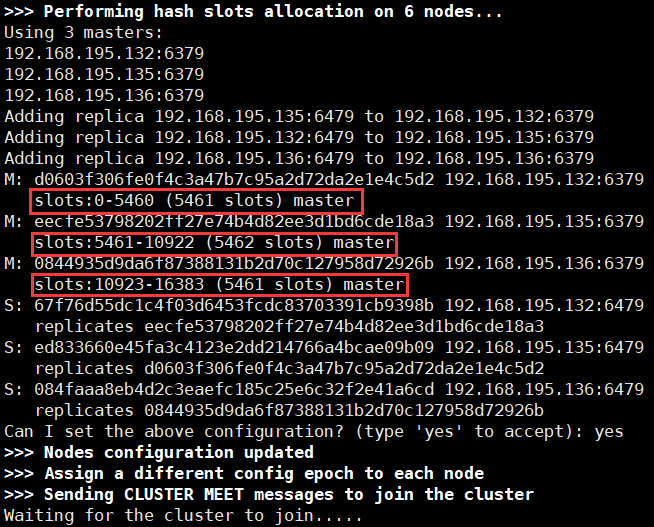 >>> Performing hash slots allocation on 6 nodes...
Using 3 masters:
192.168.195.132:6379
192.168.195.135:6379
192.168.195.136:6379
Adding replica 192.168.195.135:6479 to 192.168.195.132:6379
Adding replica 192.168.195.132:6479 to 192.168.195.135:6379
Adding replica 192.168.195.136:6479 to 192.168.195.136:6379
M: d0603f306fe0f4c3a47b7c95a2d72da2e1e4c5d2 192.168.195.132:6379
   slots:0-5460 (5461 slots) master
M: eecfe53798202ff27e74b4d82ee3d1bd6cde18a3 192.168.195.135:6379
   slots:5461-10922 (5462 slots) master
M: 0844935d9da6f87388131b2d70c127958d72926b 192.168.195.136:6379
   slots:10923-16383 (5461 slots) master
S: 67f76d55dc1c4f03d6453fcdc83703391cb9398b 192.168.195.132:6479
   replicates eecfe53798202ff27e74b4d82ee3d1bd6cde18a3
S: ed833660e45fa3c4123e2dd214766a4bcae09b09 192.168.195.135:6479
   replicates d0603f306fe0f4c3a47b7c95a2d72da2e1e4c5d2
S: 084faaa8eb4d2c3eaefc185c25e6c32f2e41a6cd 192.168.195.136:6479
   replicates 0844935d9da6f87388131b2d70c127958d72926b
Can I set the above configuration? (type 'yes' to accept): yes
>>> Nodes configuration updated
>>> Assign a different config epoch to each node
>>> Sending CLUSTER MEET messages to join the cluster
Waiting for the cluster to join.....